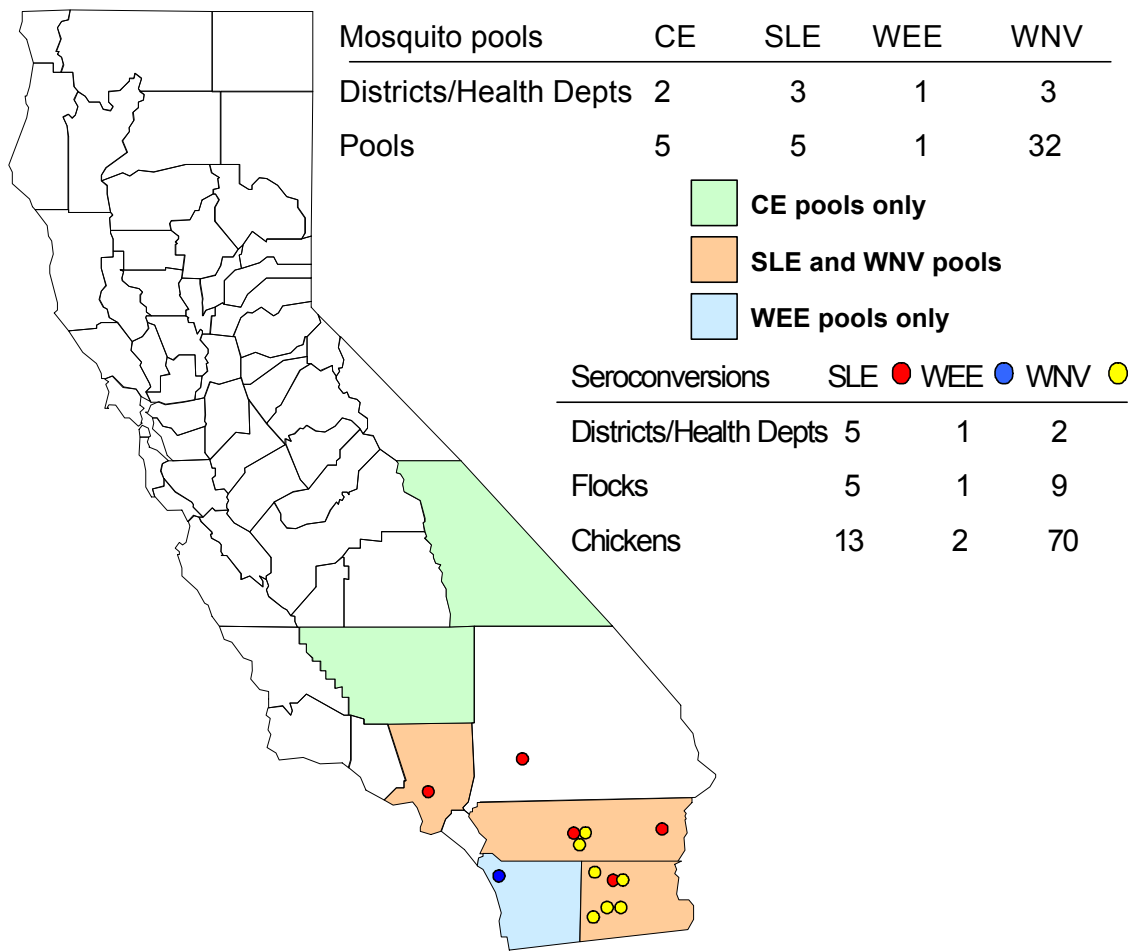 Mosquito pools CE SLE WEE WNV
Districts/Health Depts 2 3 1 3
Pools 5 5 1 32
CE pools only
SLE and WNV pools
WEE pools only
Seroconversions SLE WEE WNV
Districts/Health Depts 5 1 2
Flocks 5 1 9
Chickens 13 2 70